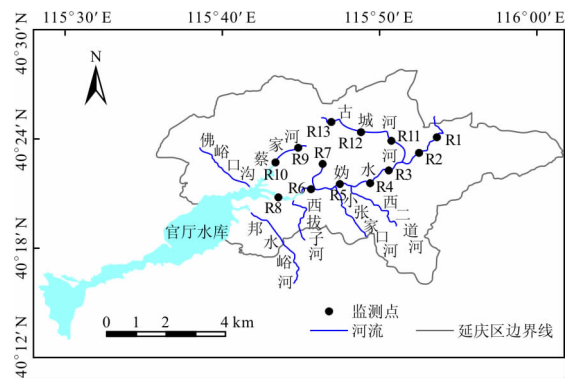 115°30′E
115°40′E
115°50′E
116°00′E
40°30′N
40°24′N
40°18′N
40°12′N
N
古城河
R13
R12
R11
R1
R2
R3
R4
R5
R6
R7
R8
R9
R10
佛峪口沟
蔡家河
妫水河
西二道河
小张家口河
西拔子河
邦水峪河
官厅水库
0 1 2 4 km
监测点
河流
延庆区边界线